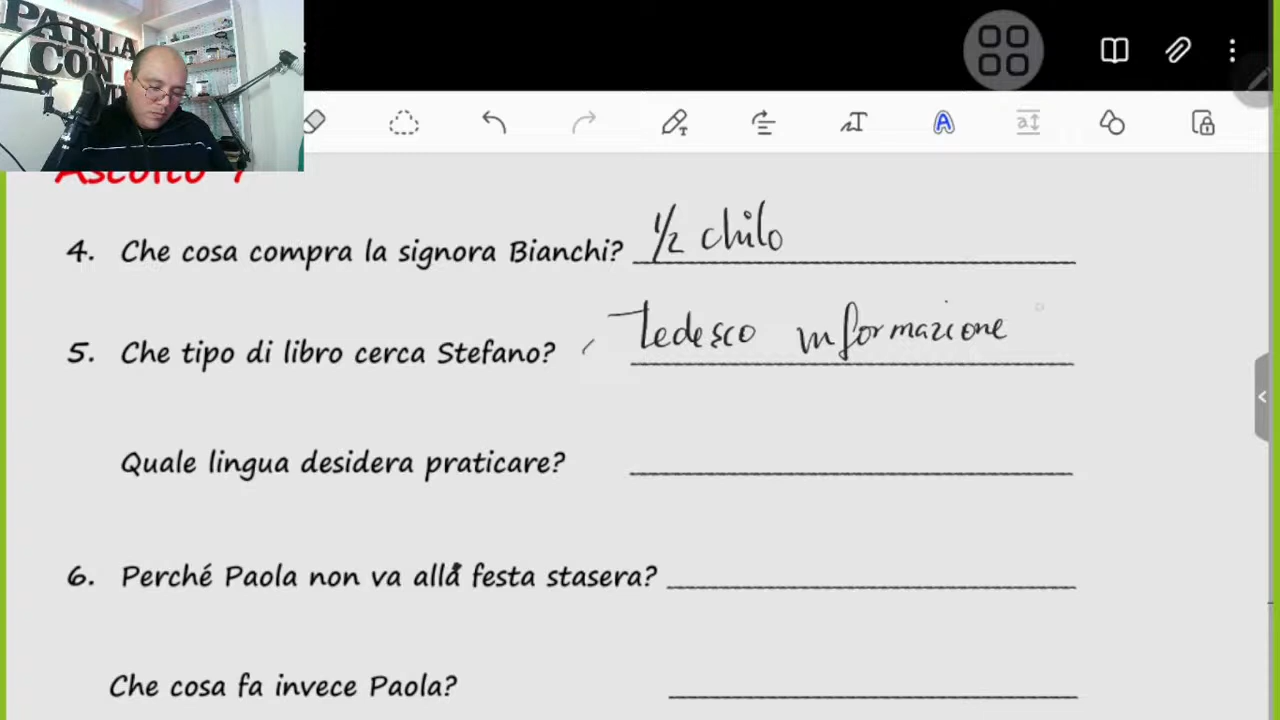 PARLA
CON
Ascolto 7
4. Che cosa compra la signora Bianchi? 1/2 chilo
5. Che tipo di libro cerca Stefano? Tedesco informazione
Quale lingua desidera praticare?
6. Perché Paola non va alla festa stasera?
Che cosa fa invece Paola?